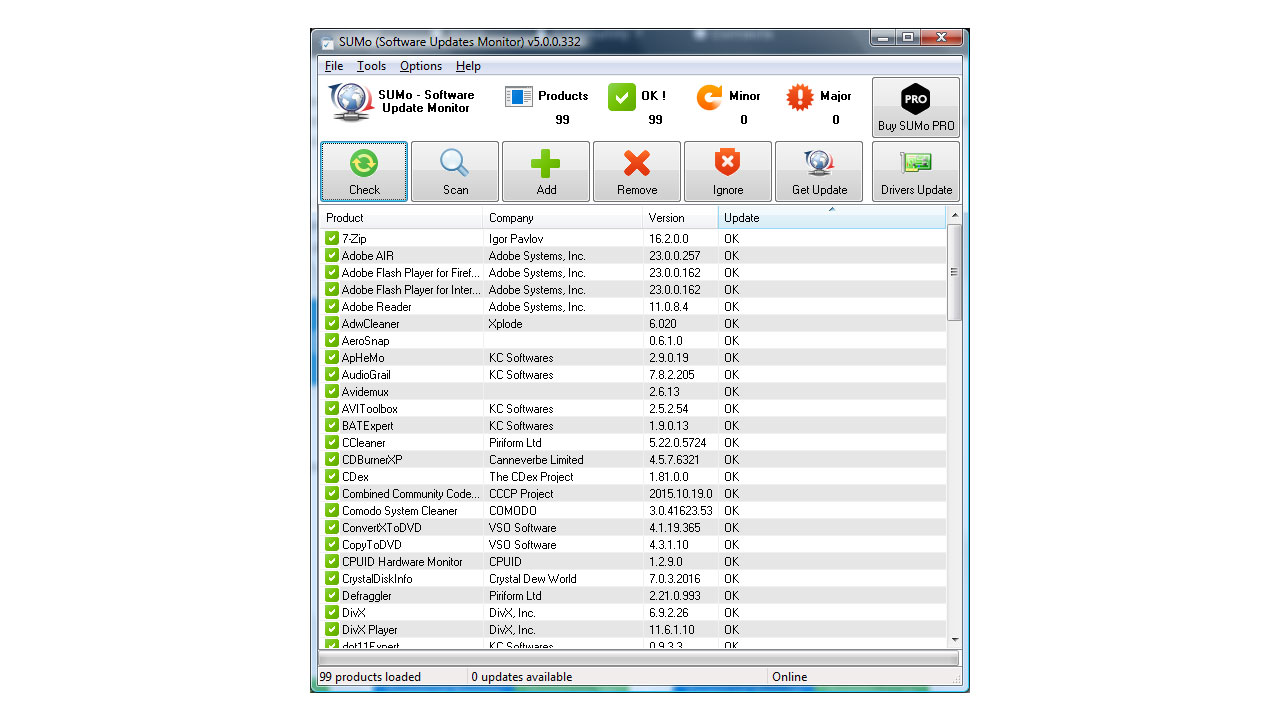 SUMo (Software Updates Monitor) v5.0.0.332
File Tools Options Help
SUMo - Software
Update Monitor
Products
99
OK !
99
Minor
0
Major
0
PRO
Buy SUMo PRO
Check Scan Add Remove Ignore Get Update Drivers Update
Product Company Version Update
7-Zip Igor Pavlov 16.2.0.0 OK
Adobe AIR Adobe Systems, Inc. 23.0.0.257 OK
Adobe Flash Player for Firef... Adobe Systems, Inc. 23.0.0.162 OK
Adobe Flash Player for Inter... Adobe Systems, Inc. 23.0.0.162 OK
Adobe Reader Adobe Systems, Inc. 11.0.8.4 OK
AdwCleaner Xplode 6.020 OK
AeroSnap 0.6.1.0 OK
ApHeMo KC Softwares 2.9.0.19 OK
AudioGrail KC Softwares 7.8.2.205 OK
Avidemux 2.6.13 OK
AVIToolbox KC Softwares 2.5.2.54 OK
BATExpert KC Softwares 1.9.0.13 OK
CCleaner Piriform Ltd 5.22.0.5724 OK
CDBurnerXP Canneverbe Limited 4.5.7.6321 OK
CDex The CDex Project 1.81.0.0 OK
Combined Community Code... CCCP Project 2015.10.19.0 OK
Comodo System Cleaner COMODO 3.0.41623.53 OK
ConvertXToDVD VSO Software 4.1.19.365 OK
CopyToDVD VSO Software 4.3.1.10 OK
CPUID Hardware Monitor CPUID 1.2.9.0 OK
CrystalDiskInfo Crystal Dew World 7.0.3.2016 OK
Defraggler Piriform Ltd 2.21.0.993 OK
DivX DivX, Inc. 6.9.2.26 OK
DivX Player DivX, Inc. 11.6.1.10 OK
dot11Expert KC Softwares 0.9.3.3 OK
99 products loaded 0 updates available Online